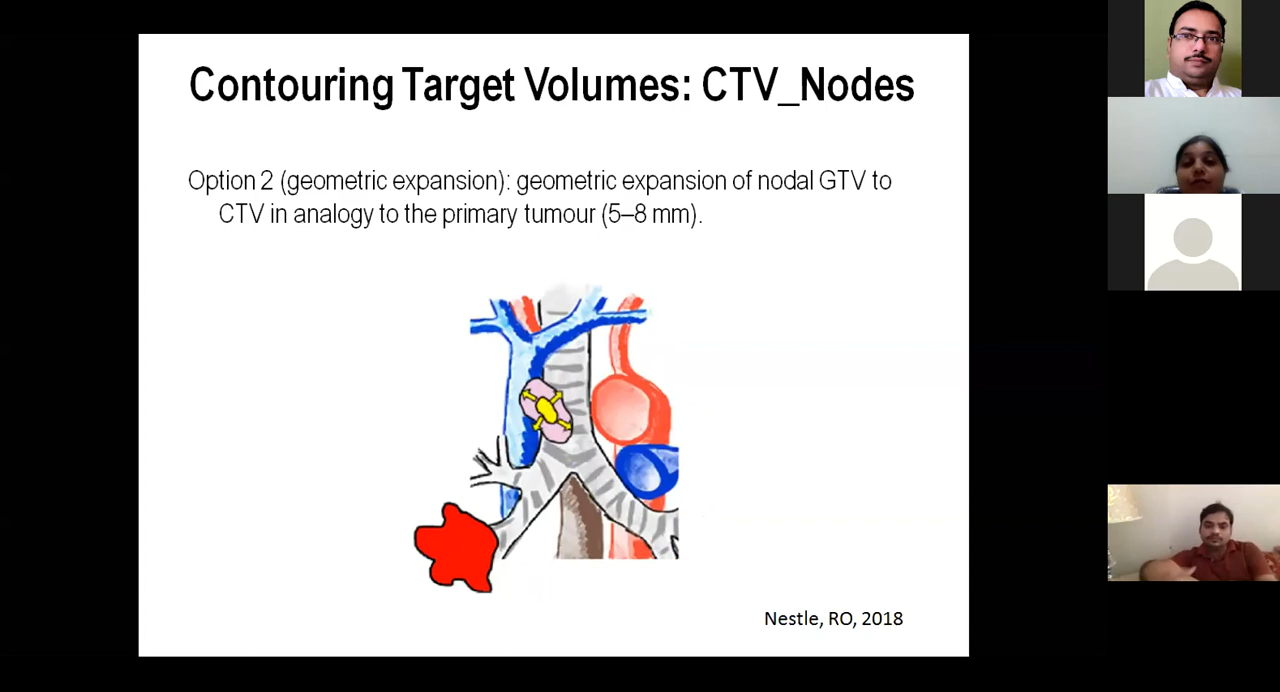 Contouring Target Volumes: CTV_Nodes
Option 2 (geometric expansion): geometric expansion of nodal GTV to
CTV in analogy to the primary tumour (5–8 mm).
Nestle, RO, 2018